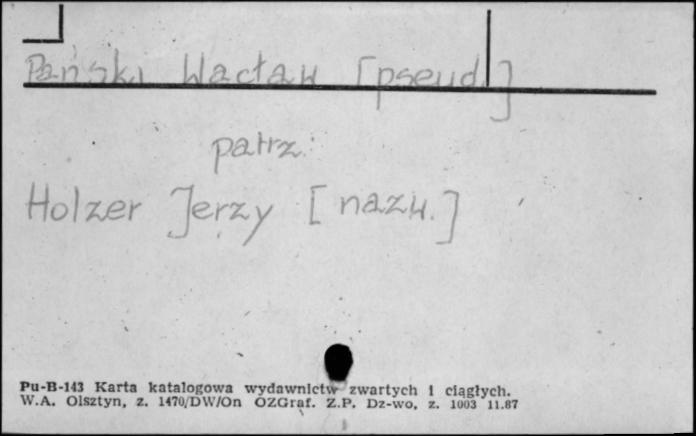 Pański Wacław [pseud.]
patrz:
Holzer Jerzy [nazw.]
Pu-B-143 Karta katalogowa wydawnictw zwartych i ciągłych.
W.A. Olsztyn, z. 1470/DW/On OZGraf. Z.P. Dz-wo, z. 1003 11.87